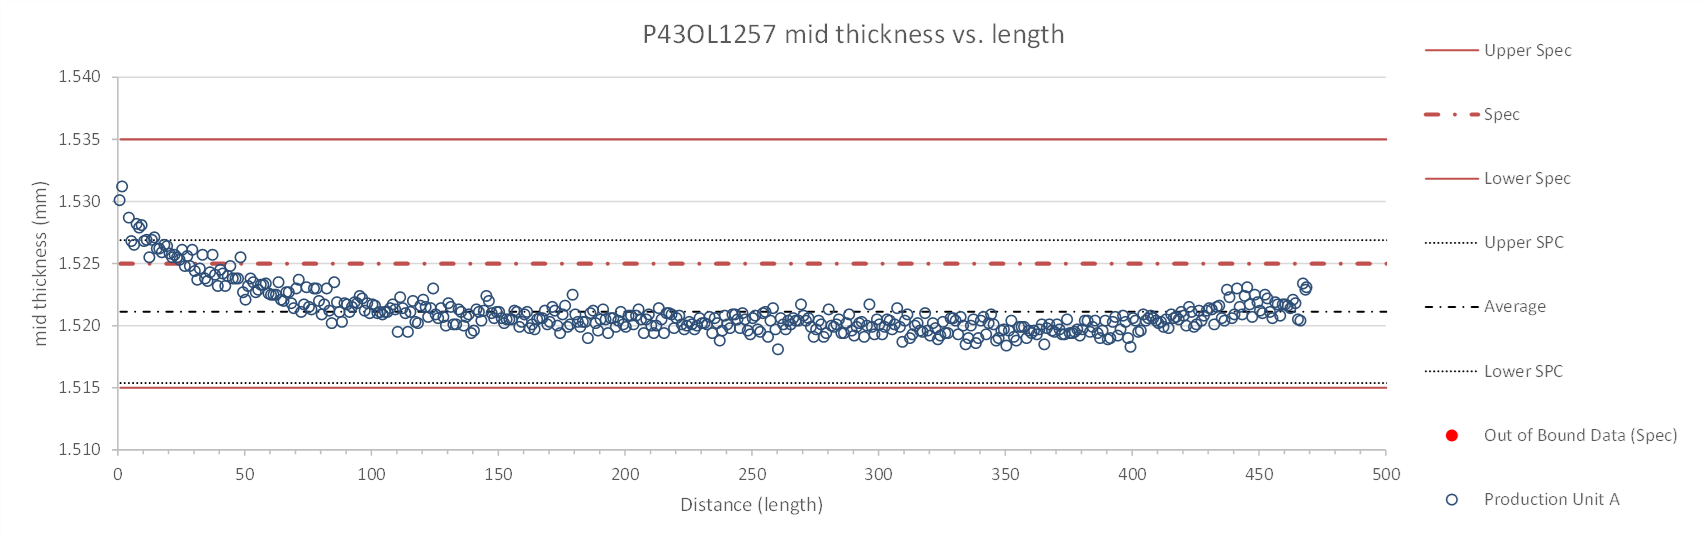 P43OL1257 mid thickness vs. length
Upper Spec
Spec
Lower Spec
Upper SPC
Average
Lower SPC
Out of Bound Data (Spec)
Production Unit A
mid thickness (mm)
1.540
1.535
1.530
1.525
1.520
1.515
1.510
0 50 100 150 200 250 300 350 400 450 500
Distance (length)